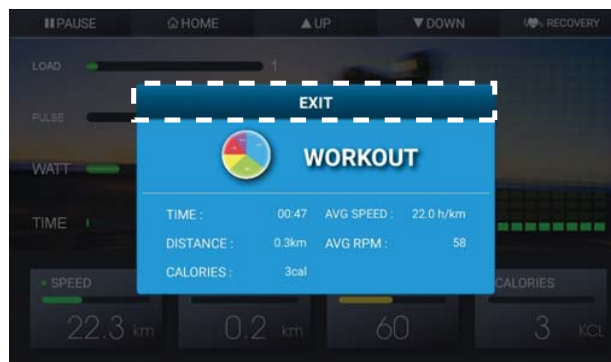 PAUSE HOME UP DOWN RECOVERY
LOAD 1
PULSE
EXIT
WORKOUT
WATT
TIME
TIME : 00:47 AVG SPEED : 22.0 h/km
DISTANCE : 0.3km AVG RPM : 58
CALORIES : 3cal
SPEED CALORIES
22.3 km 0.2 km 60 3 KCL